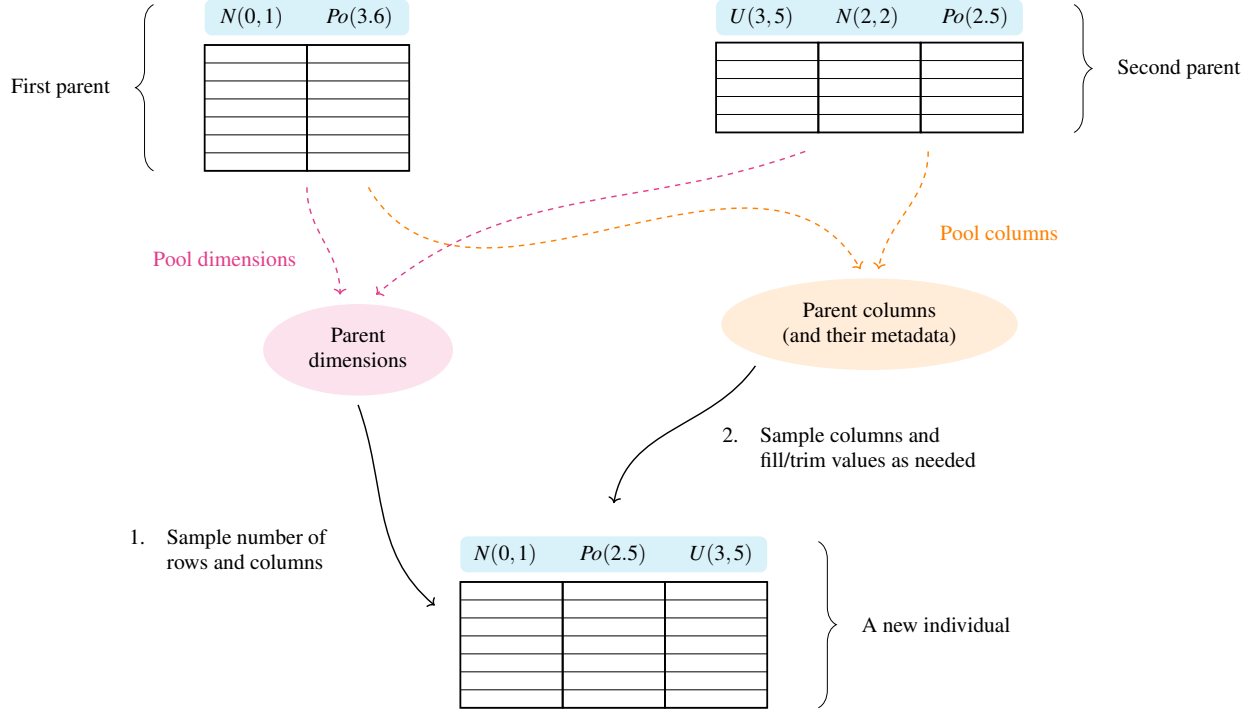 N(0,1) Po(3.6)
U(3,5) N(2,2) Po(2.5)
First parent
Second parent
Pool dimensions
Pool columns
Parent
dimensions
Parent columns
(and their metadata)
2. Sample columns and
fill/trim values as needed
1. Sample number of
rows and columns
N(0,1) Po(2.5) U(3,5)
A new individual